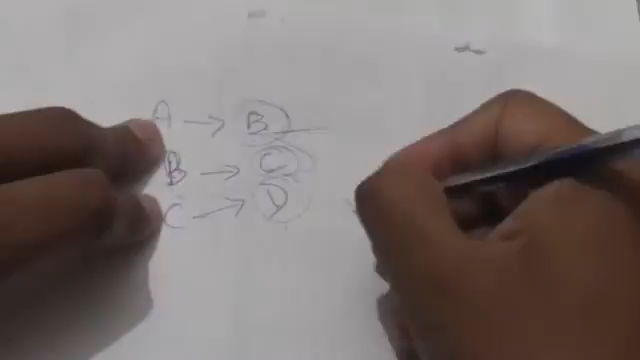 A → B
B → C
C → D